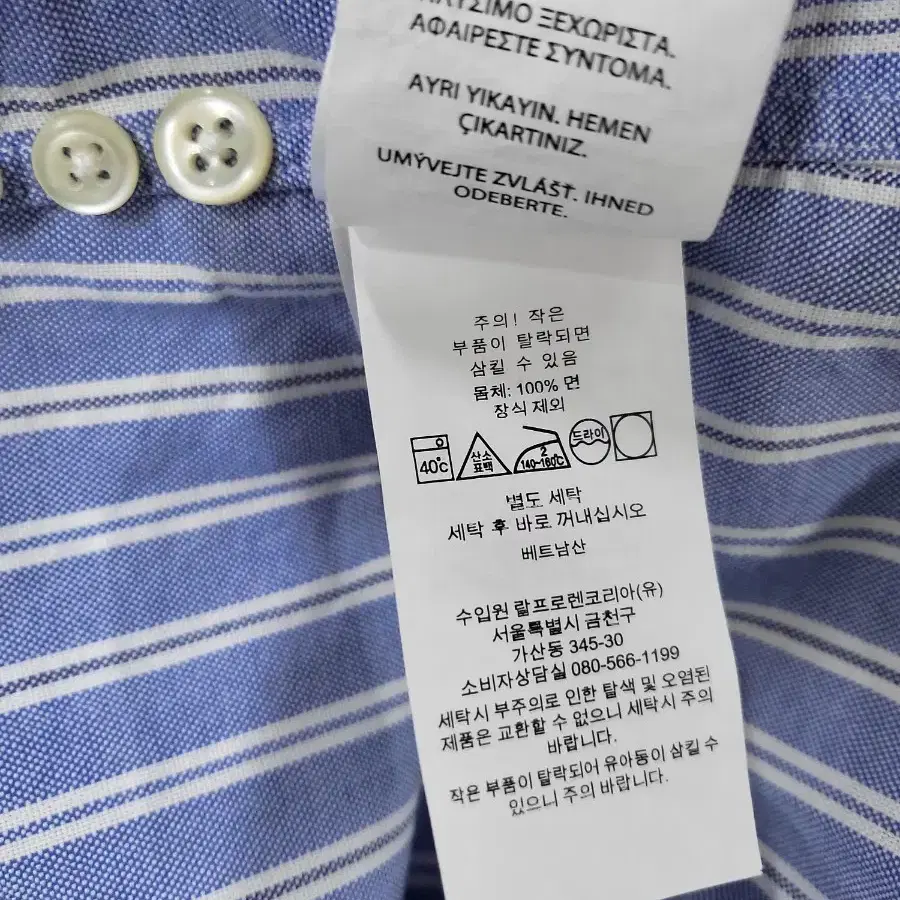 ΞΕΧΩΡΙΣΤΑ.
ΑΦΑΙΡΕΣΤΕ ΣΥΝΤΟΜΑ.
AYRI YIKAYIN. HEMEN
ÇIKARTINIZ.
UMÝVEJTE ZVLÁŠŤ. IHNED
ODEBERTE.
주의! 작은
부품이 탈락되면
삼킬 수 있음
몸체: 100% 면
장식 제외
40℃ 산소 표백 2 140~160℃ 드라이
별도 세탁
세탁 후 바로 꺼내십시오
베트남산
수입원 랄프로렌코리아(유)
서울특별시 금천구
가산동 345-30
소비자상담실 080-566-1199
세탁시 부주의로 인한 탈색 및 오염된
제품은 교환할 수 없으니 세탁시 주의
바랍니다.
작은 부품이 탈락되어 유아동이 삼킬 수
있으니 주의 바랍니다.